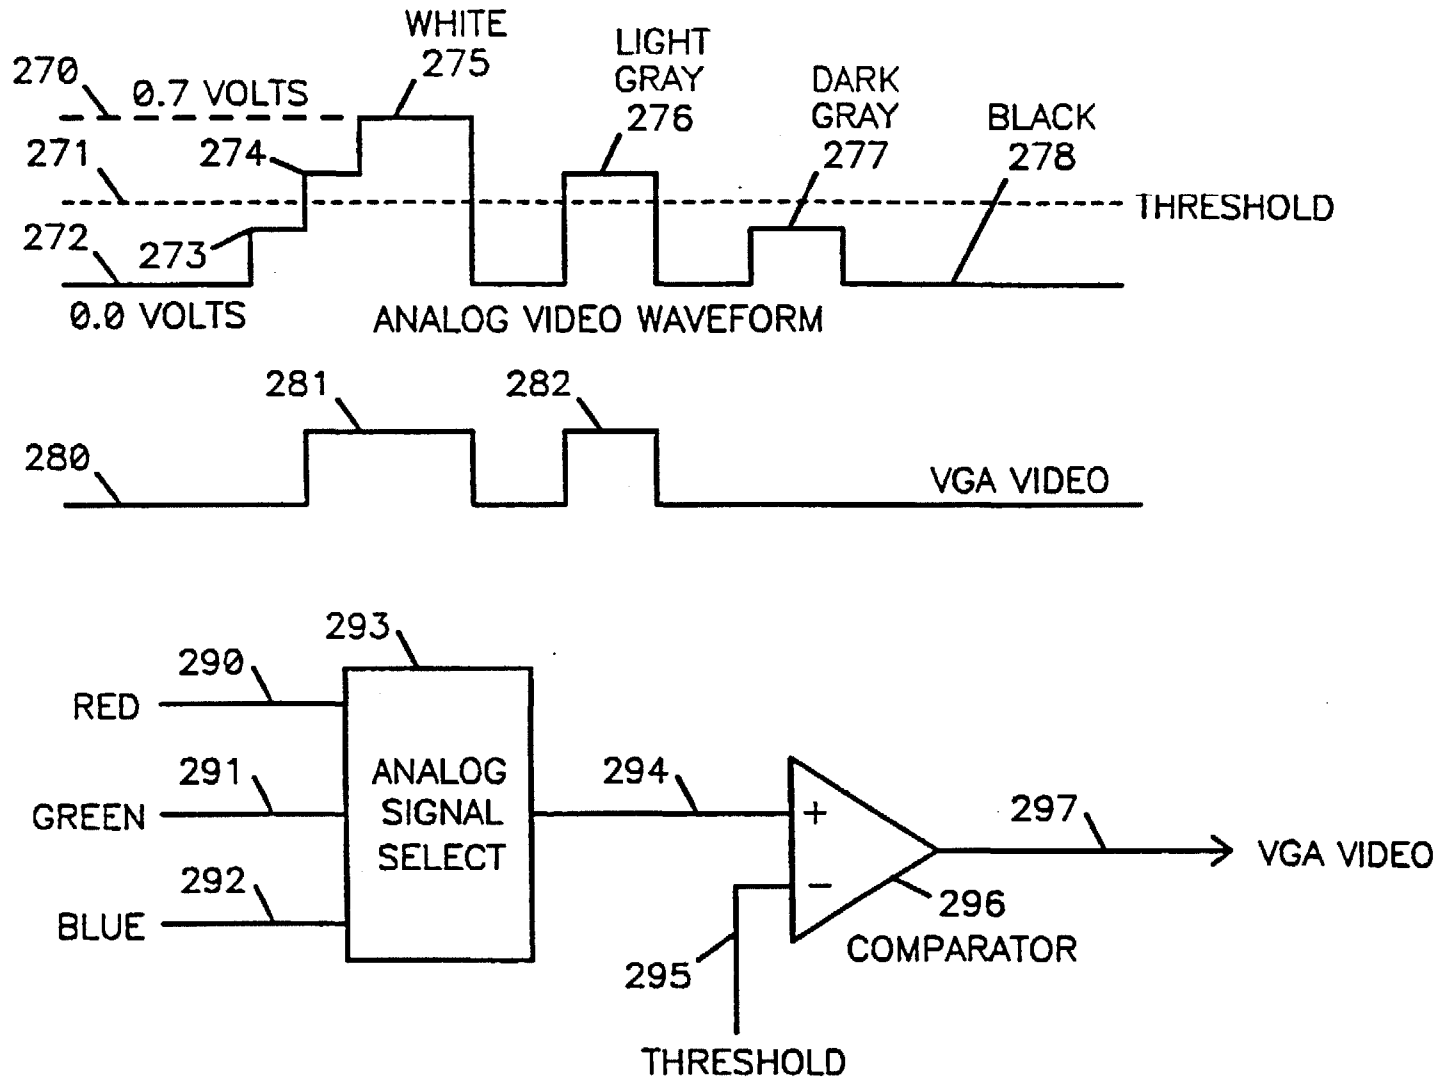 WHITE
275
LIGHT
GRAY
276
DARK
GRAY
277
BLACK
278
270
0.7 VOLTS
271
274
THRESHOLD
272
273
0.0 VOLTS
ANALOG VIDEO WAVEFORM
281
282
280
VGA VIDEO
293
290
RED
291
GREEN
292
BLUE
ANALOG
SIGNAL
SELECT
294
+
−
297
VGA VIDEO
296
COMPARATOR
295
THRESHOLD